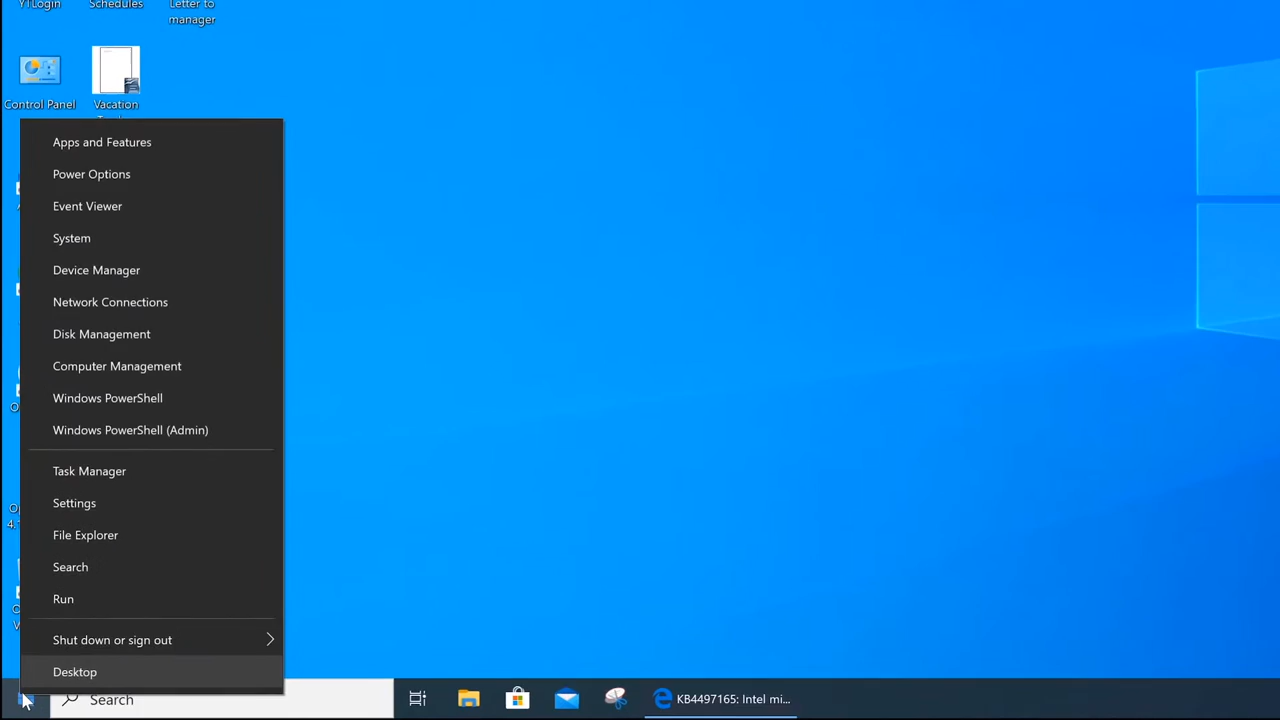 YTLogin
Schedules
Letter to
manager
Control Panel
Vacation
Apps and Features
Power Options
Event Viewer
System
Device Manager
Network Connections
Disk Management
Computer Management
Windows PowerShell
Windows PowerShell (Admin)
Task Manager
Settings
File Explorer
Search
Run
Shut down or sign out
Desktop
Search
KB4497165: Intel mi...